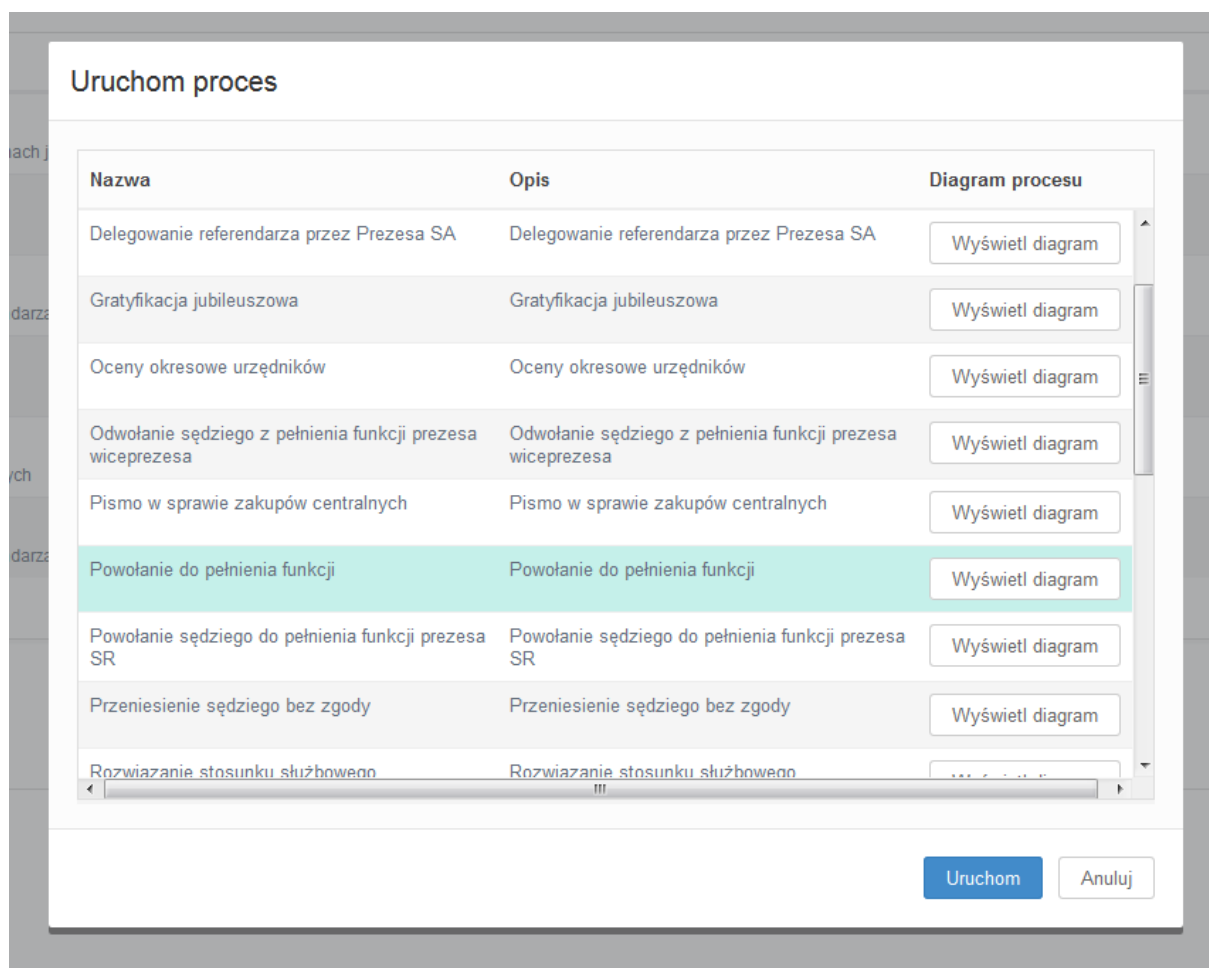 Uruchom proces
Nazwa Opis Diagram procesu
Delegowanie referendarza przez Prezesa SA Delegowanie referendarza przez Prezesa SA Wyświetl diagram
Gratyfikacja jubileuszowa Gratyfikacja jubileuszowa Wyświetl diagram
Oceny okresowe urzędników Oceny okresowe urzędników Wyświetl diagram
Odwołanie sędziego z pełnienia funkcji prezesa Odwołanie sędziego z pełnienia funkcji prezesa Wyświetl diagram
wiceprezesa wiceprezesa
Pismo w sprawie zakupów centralnych Pismo w sprawie zakupów centralnych Wyświetl diagram
Powołanie do pełnienia funkcji Powołanie do pełnienia funkcji Wyświetl diagram
Powołanie sędziego do pełnienia funkcji prezesa Powołanie sędziego do pełnienia funkcji prezesa Wyświetl diagram
SR SR
Przeniesienie sędziego bez zgody Przeniesienie sędziego bez zgody Wyświetl diagram
Rozwiązanie stosunku służbowego Rozwiązanie stosunku służbowego
Uruchom Anuluj